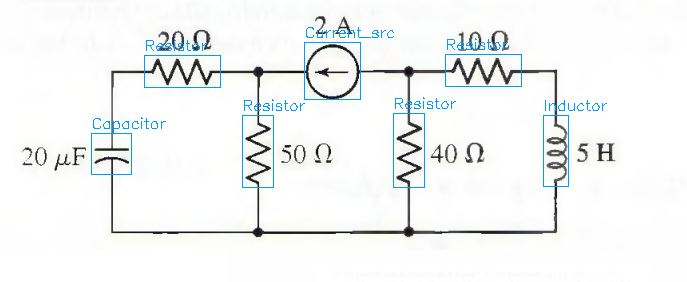 2 A
Current_src
20 Ω
Resistor
10 Ω
Resistor
Resistor
Resistor
Inductor
Capacitor
20 μF
50 Ω
40 Ω
5 H